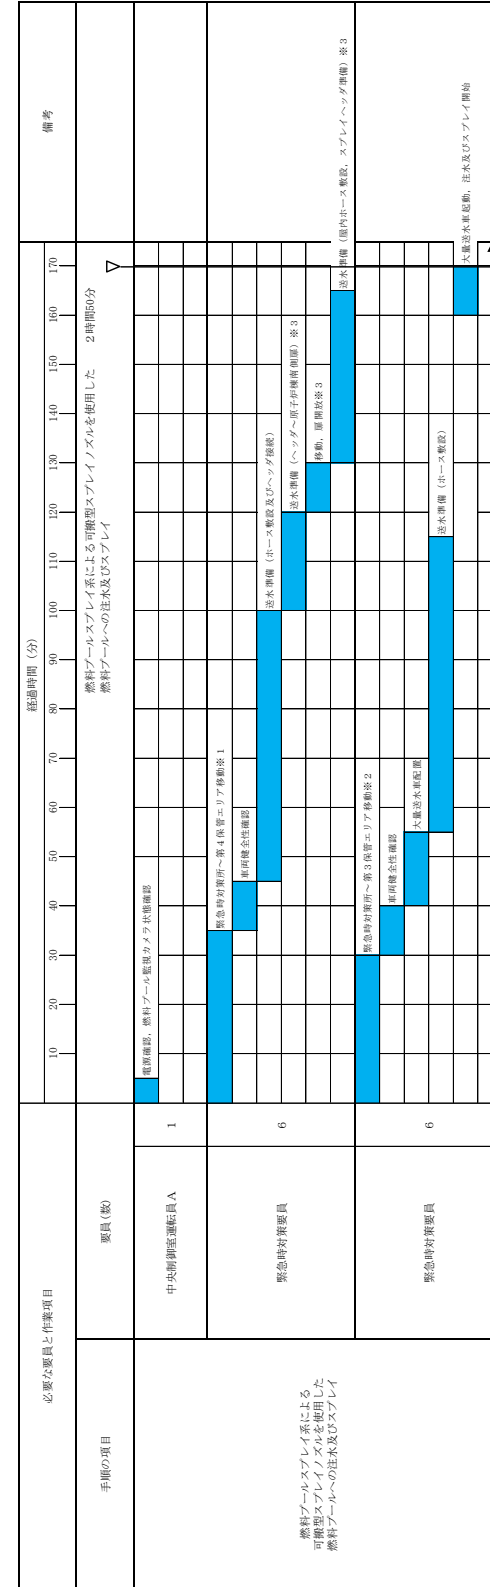 必要な要員と作業項目
経過時間（分）
備考
10 20 30 40 50 60 70 80 90 100 110 120 130 140 150 160 170
手順の項目
要員(数)
燃料プールスプレイ系による可搬型スプレイノズルを使用した
燃料プールへの注水及びスプレイ
2時間50分
燃料プールスプレイ系による
可搬型スプレイノズルを使用した
燃料プールへの注水及びスプレイ
中央制御室運転員A
1
電源確認，燃料プール監視カメラ状態確認
緊急時対策要員
6
緊急時対策所～第4保管エリア移動※1
車両健全性確認
送水準備（ホース敷設及びヘッダ接続）
送水準備（ヘッダ～原子炉棟南側扉）※3
移動，扉開放※3
送水準備（屋内ホース敷設，スプレイヘッダ準備）※3
緊急時対策要員
6
緊急時対策所～第3保管エリア移動※2
車両健全性確認
大量送水車配置
送水準備（ホース敷設）
大量送水車起動，注水及びスプレイ開始